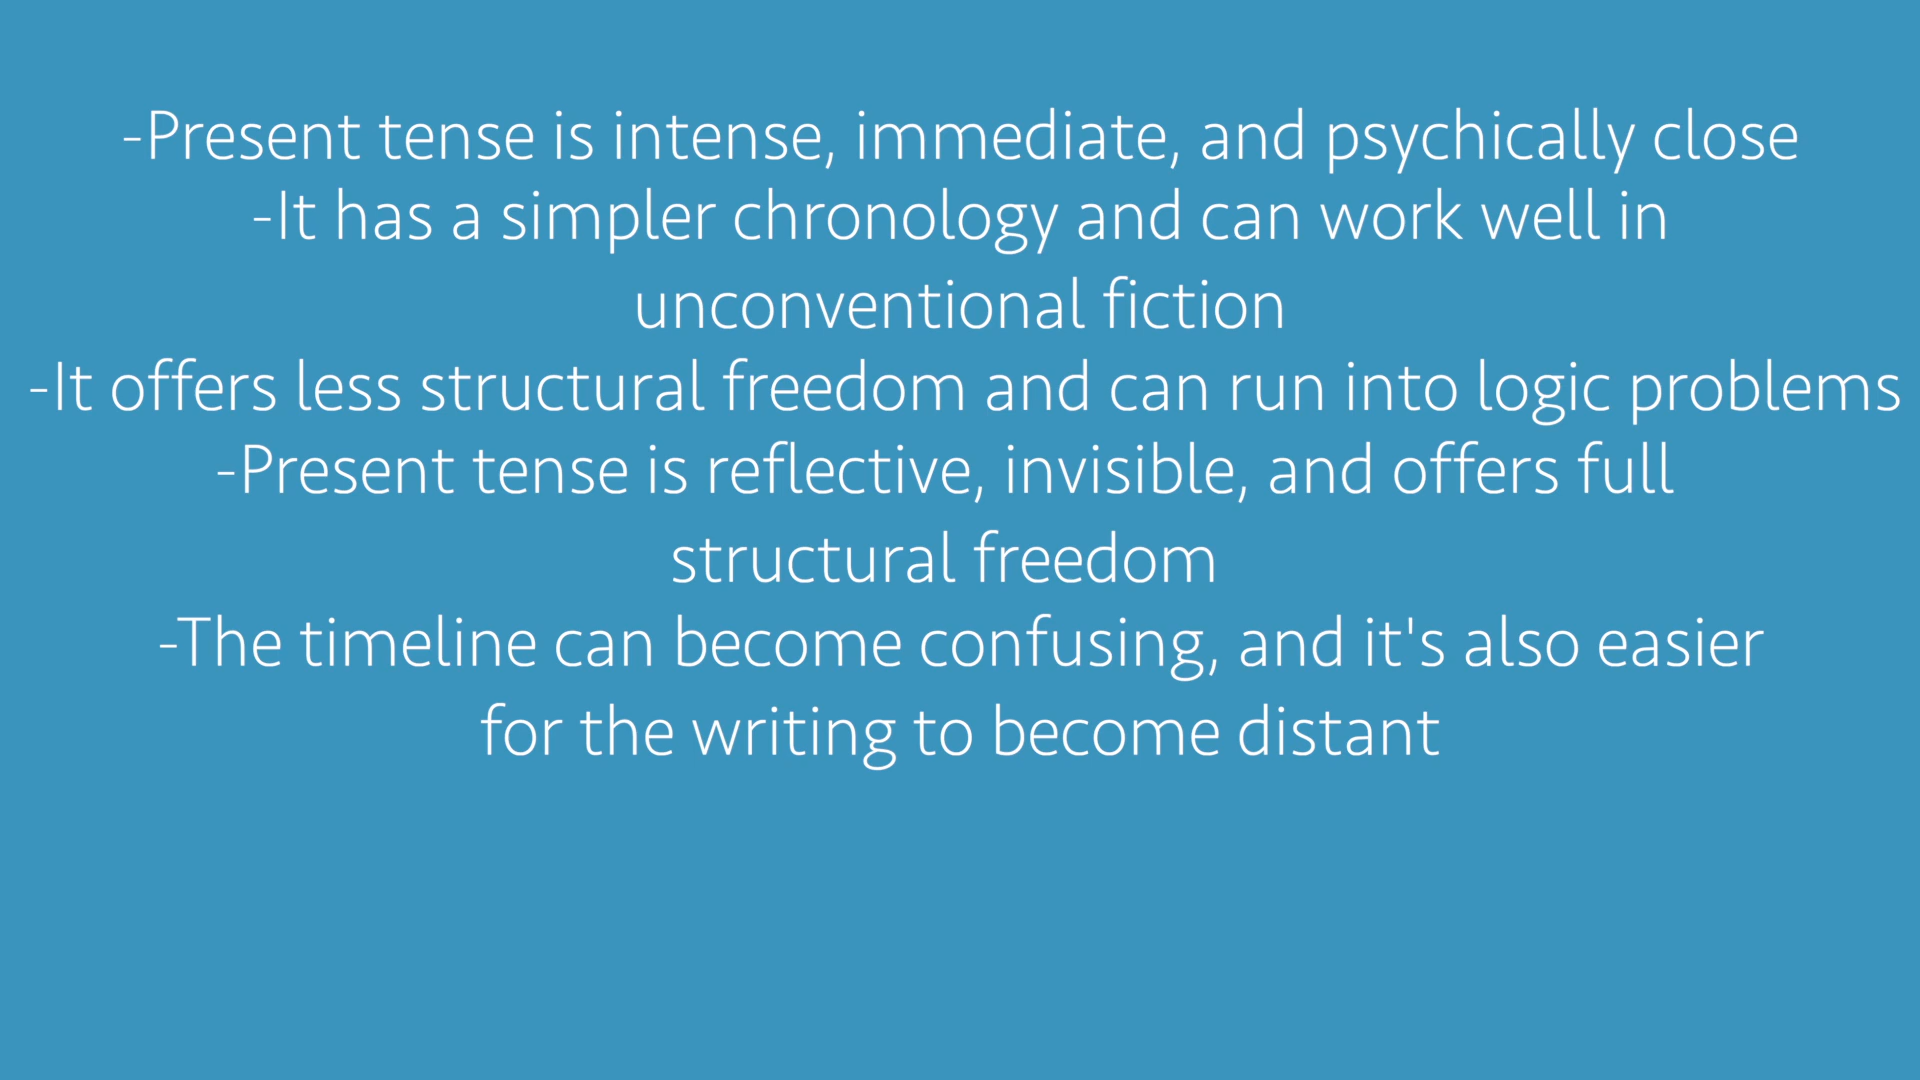 -Present tense is intense, immediate, and psychically close
-It has a simpler chronology and can work well in
unconventional fiction
-It offers less structural freedom and can run into logic problems
-Present tense is reflective, invisible, and offers full
structural freedom
-The timeline can become confusing, and it's also easier
for the writing to become distant